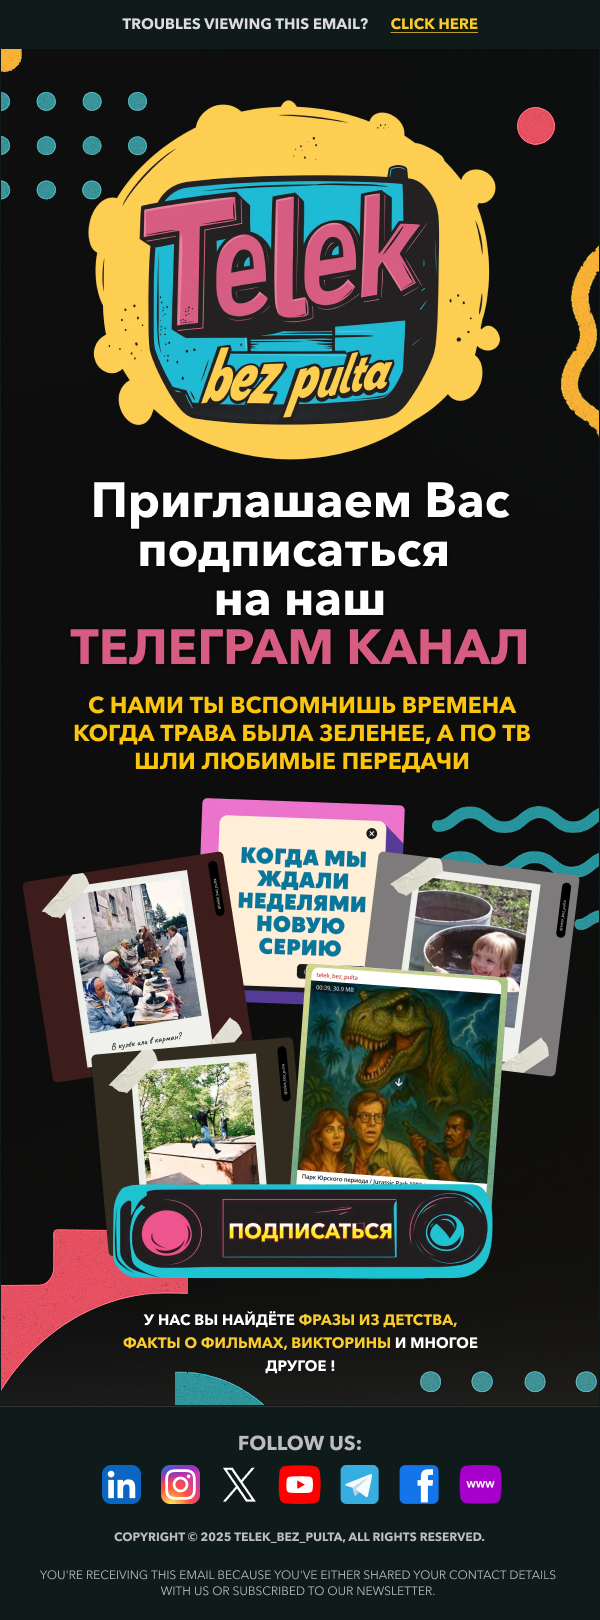 TROUBLES VIEWING THIS EMAIL? CLICK HERE
Telek
bez pulta
Приглашаем Вас
подписаться
на наш
ТЕЛЕГРАМ КАНАЛ
С НАМИ ТЫ ВСПОМНИШЬ ВРЕМЕНА
КОГДА ТРАВА БЫЛА ЗЕЛЕНЕЕ, А ПО ТВ
ШЛИ ЛЮБИМЫЕ ПЕРЕДАЧИ
КОГДА МЫ
ЖДАЛИ
НЕДЕЛЯМИ
НОВУЮ
СЕРИЮ
В кулёк или в карман?
telek_bez_pulta
00:39, 30.9 MB
Парк Юрского периода / Jurassic Park
ПОДПИСАТЬСЯ
У НАС ВЫ НАЙДЁТЕ ФРАЗЫ ИЗ ДЕТСТВА,
ФАКТЫ О ФИЛЬМАХ, ВИКТОРИНЫ И МНОГОЕ
ДРУГОЕ !
FOLLOW US:
in
f
www
COPYRIGHT © 2025 TELEK_BEZ_PULTA, ALL RIGHTS RESERVED.
YOU'RE RECEIVING THIS EMAIL BECAUSE YOU'VE EITHER SHARED YOUR CONTACT DETAILS
WITH US OR SUBSCRIBED TO OUR NEWSLETTER.